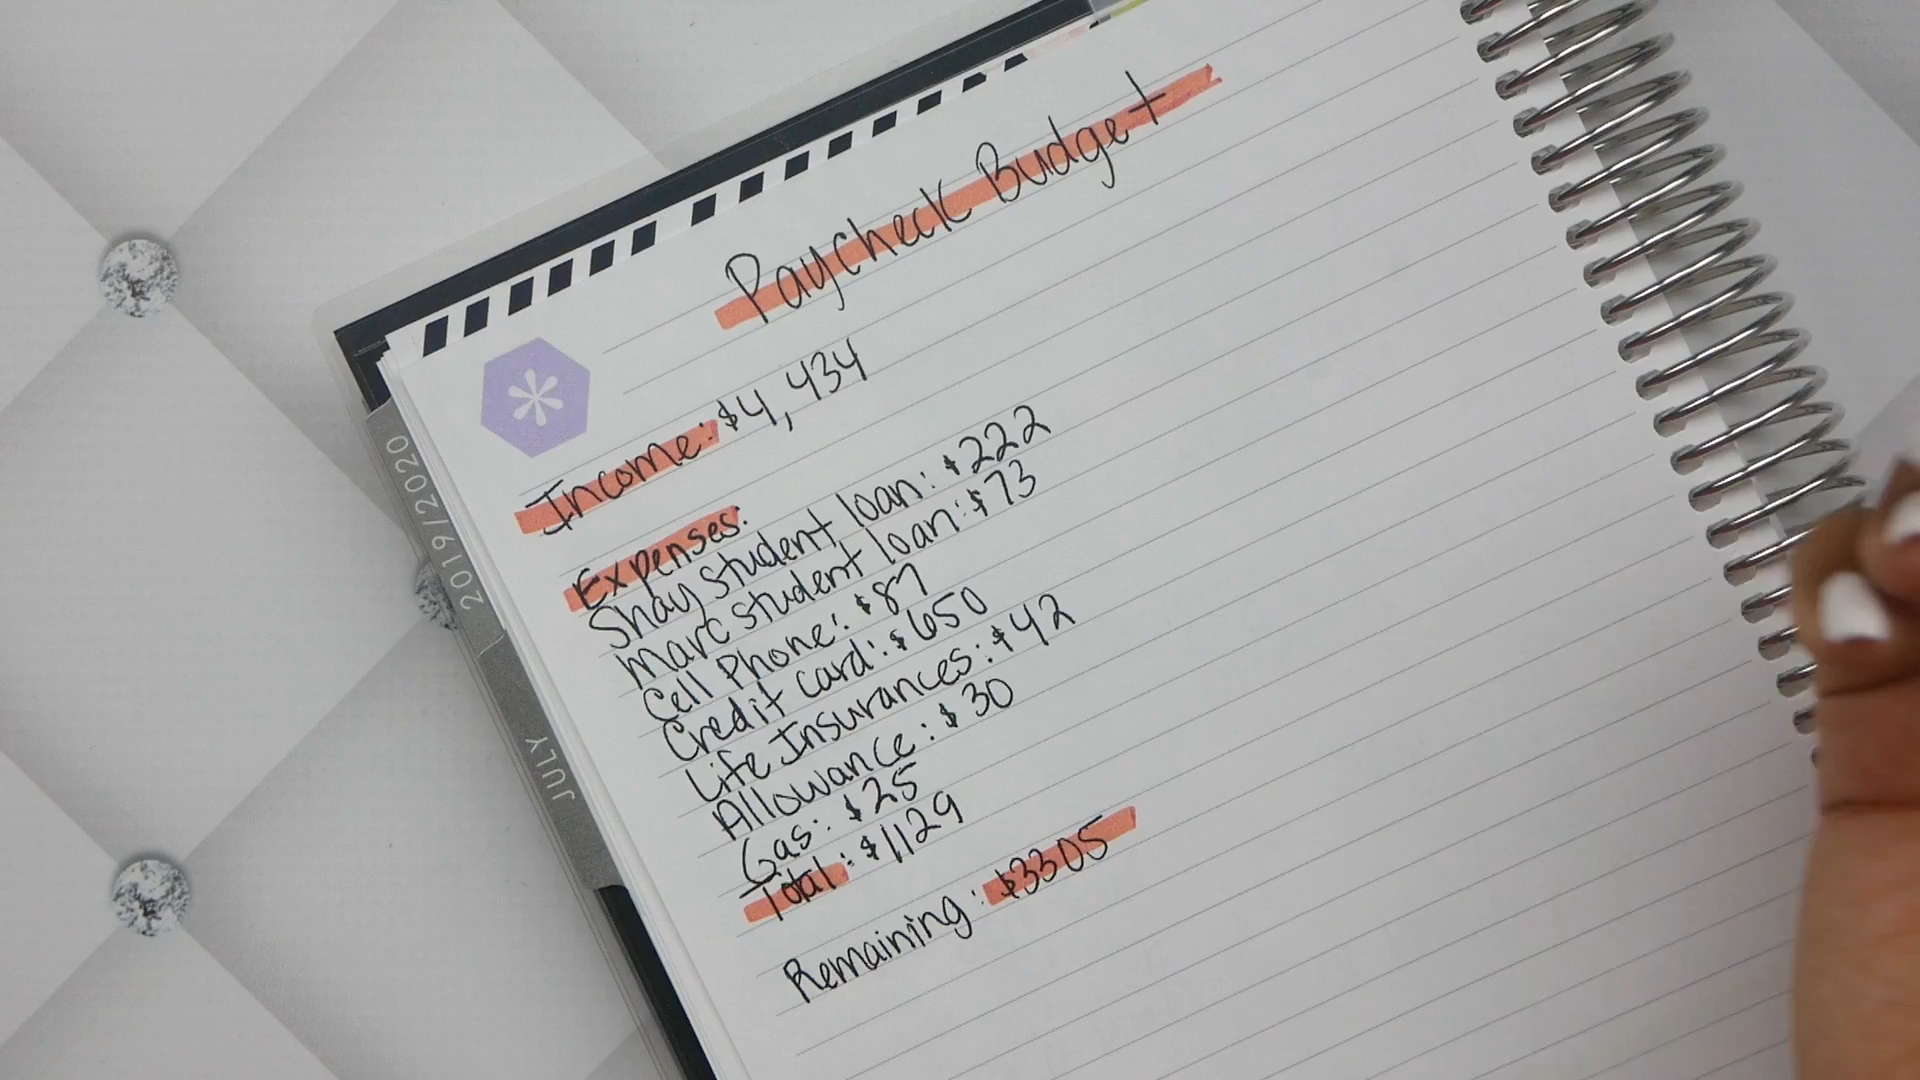 Paycheck Budget
Income: $4,434
Expenses:
Shay student loan: $222
Marc student loan: $73
Cell Phone: $87
Credit card: $650
Life Insurances: $42
Allowance: $30
Gas: $25
Total: $1129
Remaining: $3305
2019/2020
JULY